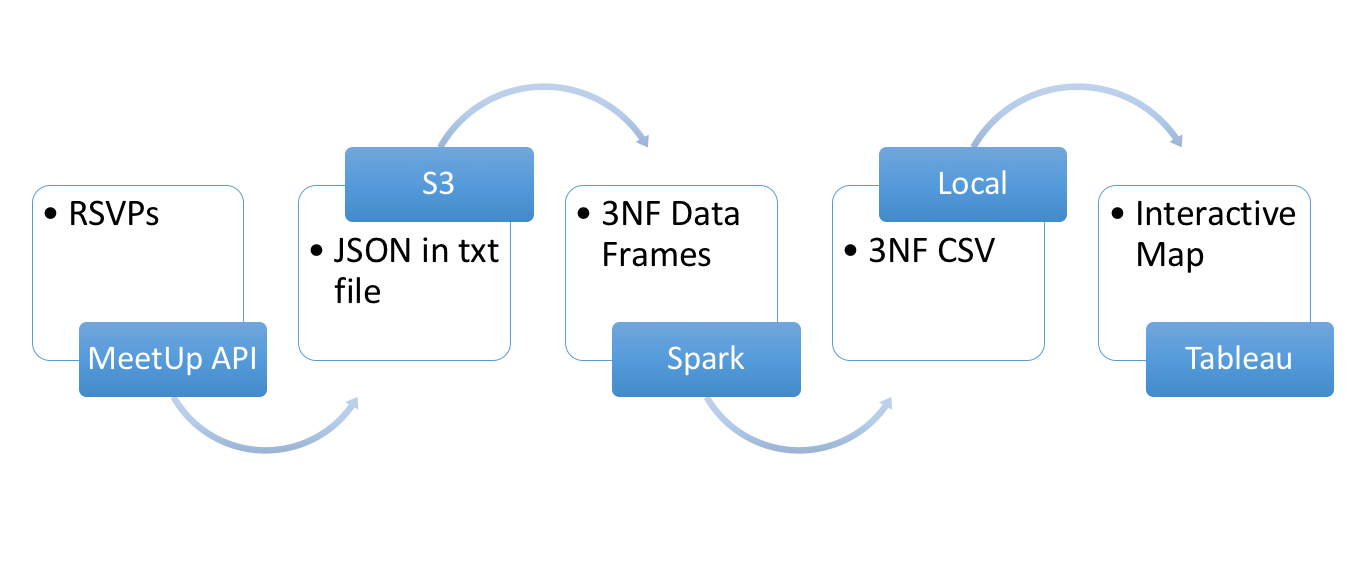 • RSVPs
MeetUp API
S3
• JSON in txt
file
• 3NF Data
Frames
Spark
Local
• 3NF CSV
• Interactive
Map
Tableau